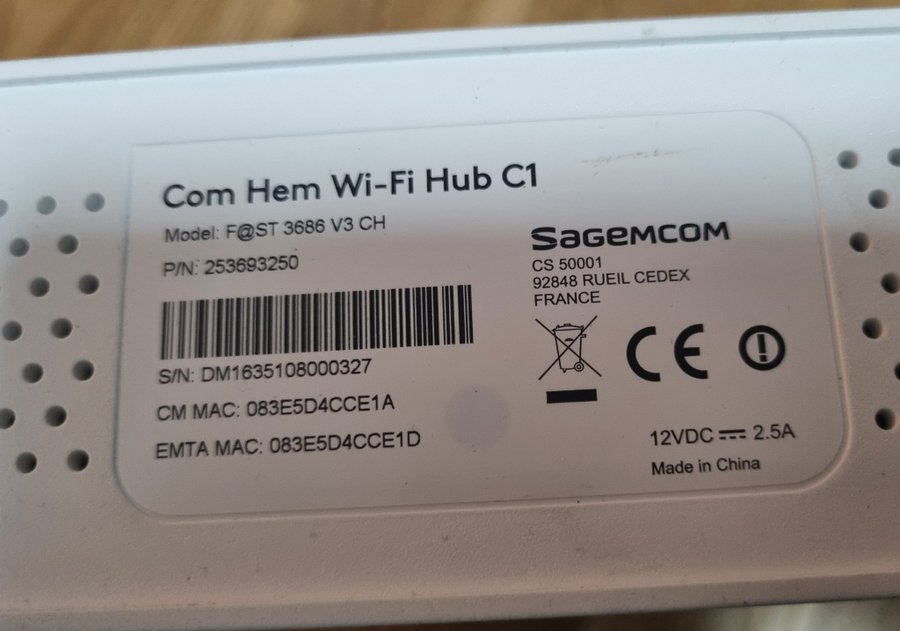 Com Hem Wi-Fi Hub C1
Model: F@ST 3686 V3 CH
P/N: 253693250
S/N: DM1635108000327
CM MAC: 083E5D4CCE1A
EMTA MAC: 083E5D4CCE1D
SAGEMCOM
CS 50001
92848 RUEIL CEDEX
FRANCE
CE
12VDC ⎓ 2.5A
Made in China